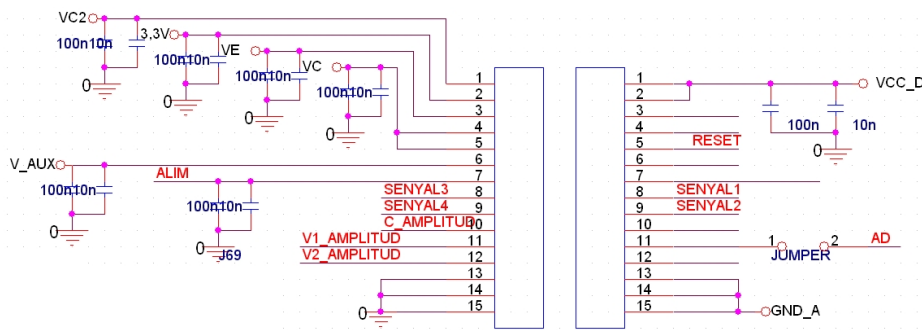 VC2
100n10n
0
3,3V
100n10n
0
VE
100n10n
0
VC
100n10n
0
V_AUX
100n10n
0
ALIM
100n10n
0
J69
SENYAL3
SENYAL4
C_AMPLITUD
V1_AMPLITUD
V2_AMPLITUD
0
1
2
3
4
5
6
7
8
9
10
11
12
13
14
15
1
2
3
4
5
6
7
8
9
10
11
12
13
14
15
VCC_D
100n
10n
0
RESET
SENYAL1
SENYAL2
1
2
JUMPER
AD
GND_A